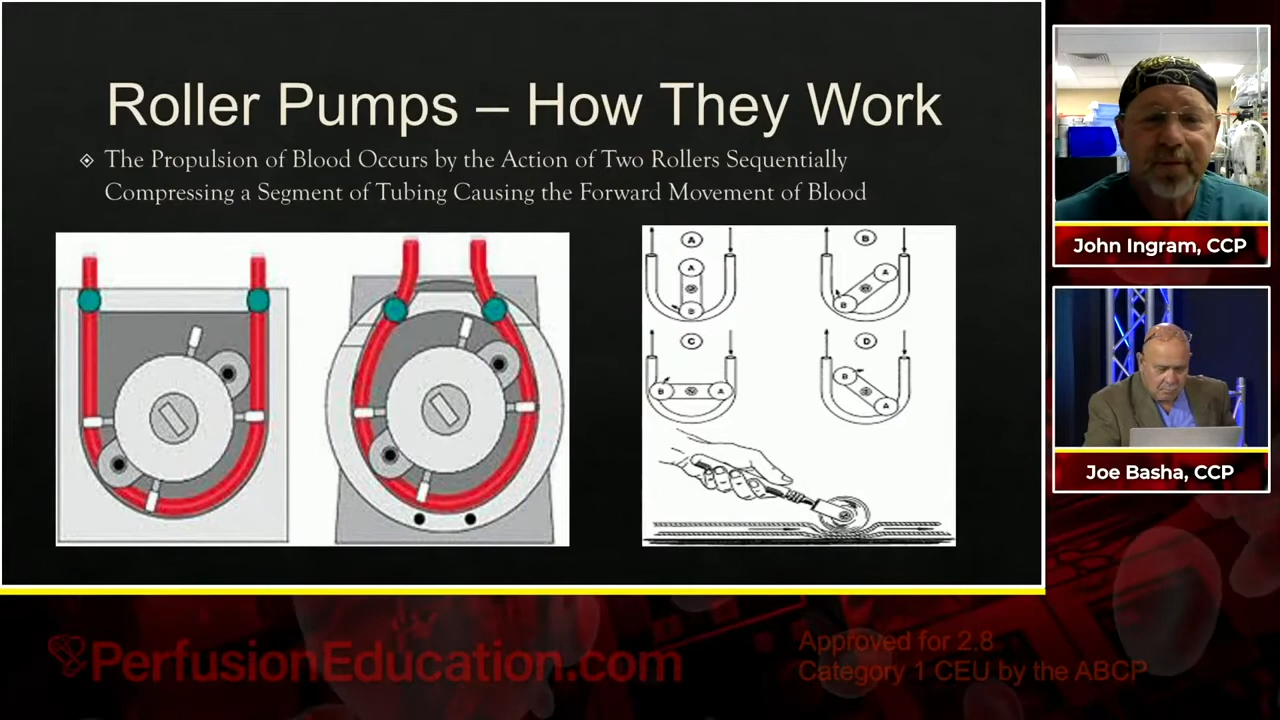 Roller Pumps – How They Work
The Propulsion of Blood Occurs by the Action of Two Rollers Sequentially
Compressing a Segment of Tubing Causing the Forward Movement of Blood
A
B
A
B
A
B
C
D
B
A
B
A
John Ingram, CCP
Joe Basha, CCP
PerfusionEducation.com
Approved for 2.8
Category 1 CEU by the ABCP